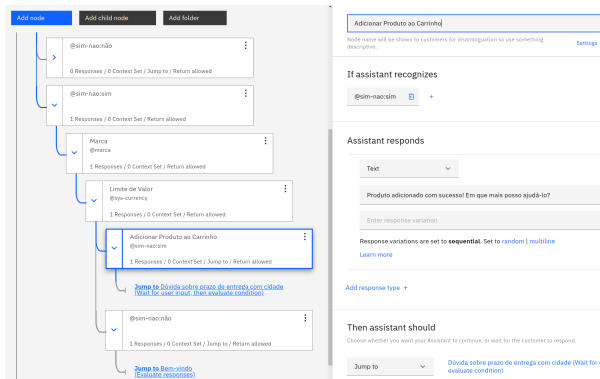 Add node
Add child node
Add folder
@sim-nao:não
0 Responses / 0 Context Set / Jump to / Return allowed
@sim-nao:sim
0 Responses / 0 Context Set / Return allowed
Marca
@marca
1 Responses / 0 Context Set / Return allowed
Limite de Valor
@sys-currency
1 Responses / 0 Context Set / Return allowed
Adicionar Produto ao Carrinho
@sim-nao:sim
1 Responses / 0 Context Set / Jump to / Return allowed
Jump to Dúvida sobre prazo de entrega com cidade
(Wait for user input, then evaluate condition)
@sim-nao:não
1 Responses / 0 Context Set / Jump to / Return allowed
Jump to Bem-vindo
(Evaluate responses)
Adicionar Produto ao Carrinho
Node name will be shown to customers for disambiguation so use something
descriptive.
Settings
If assistant recognizes
@sim-nao:sim
+
Assistant responds
Text
Produto adicionado com sucesso! Em que mais posso ajudá-lo?
Enter response variation
Response variations are set to sequential. Set to random | multiline
Learn more
Add response type +
Then assistant should
Choose whether you want your Assistant to continue, or wait for the customer to respond.
Jump to
Dúvida sobre prazo de entrega com cidade (Wait for
evaluate condition)